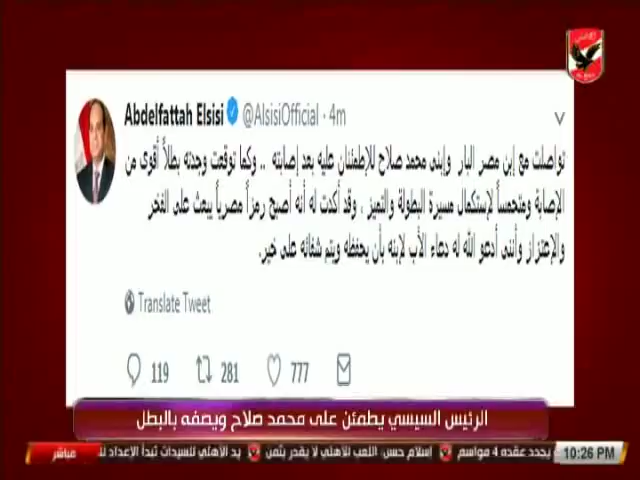 Abdelfattah Elsisi @AlsisiOfficial · 4m
تواصلت مع إبن مصر البار وإبنى محمد صلاح للإطمئنان عليه بعد إصابته .. وكما توقعت وجدته بطلاً أقوى من
الإصابة ومتحمساً لإستكمال مسيرة البطولة والتميز ، وقد أكدت له أنه أصبح رمزاً مصرياً يبعث على الفخر
والإعتزاز وأننى أدعو الله له دعاء الأب لإبنه بأن يحفظه ويتم شفائه على خير.
Translate Tweet
119 281 777
الرئيس السيسي يطمئن على محمد صلاح ويصفه بالبطل
مباشر
يجدد عقده 4 مواسم
إسلام حسن: اللعب للأهلي لا يقدر بثمن
يد الأهلي للسيدات تبدأ الإعداد
10:26 PM